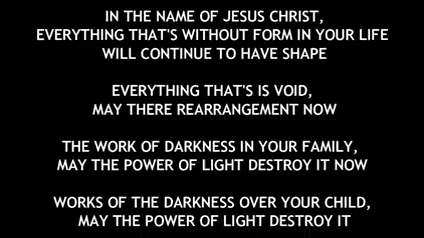 IN THE NAME OF JESUS CHRIST,
EVERYTHING THAT'S WITHOUT FORM IN YOUR LIFE
WILL CONTINUE TO HAVE SHAPE
EVERYTHING THAT'S IS VOID,
MAY THERE REARRANGEMENT NOW
THE WORK OF DARKNESS IN YOUR FAMILY,
MAY THE POWER OF LIGHT DESTROY IT NOW
WORKS OF THE DARKNESS OVER YOUR CHILD,
MAY THE POWER OF LIGHT DESTROY IT